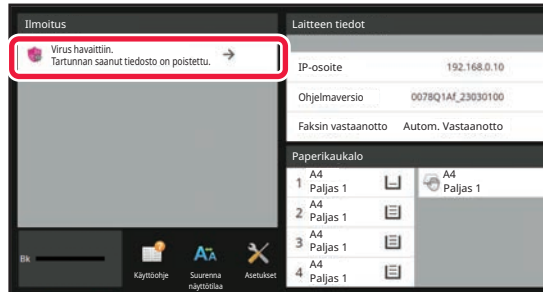 Ilmoitus
Virus havaittiin.
Tartunnan saanut tiedosto on poistettu.
Bk
Käyttöohje
Suurenna
näyttötilaa
Asetukset
Laitteen tiedot
IP-osoite 192.168.0.10
Ohjelmaversio 0078Q1Af_23030100
Faksin vastaanotto Autom. Vastaanotto
Paperikaukalo
1 A4
Paljas 1
2 A4
Paljas 1
3 A4
Paljas 1
4 A4
Paljas 1
A4
Paljas 1